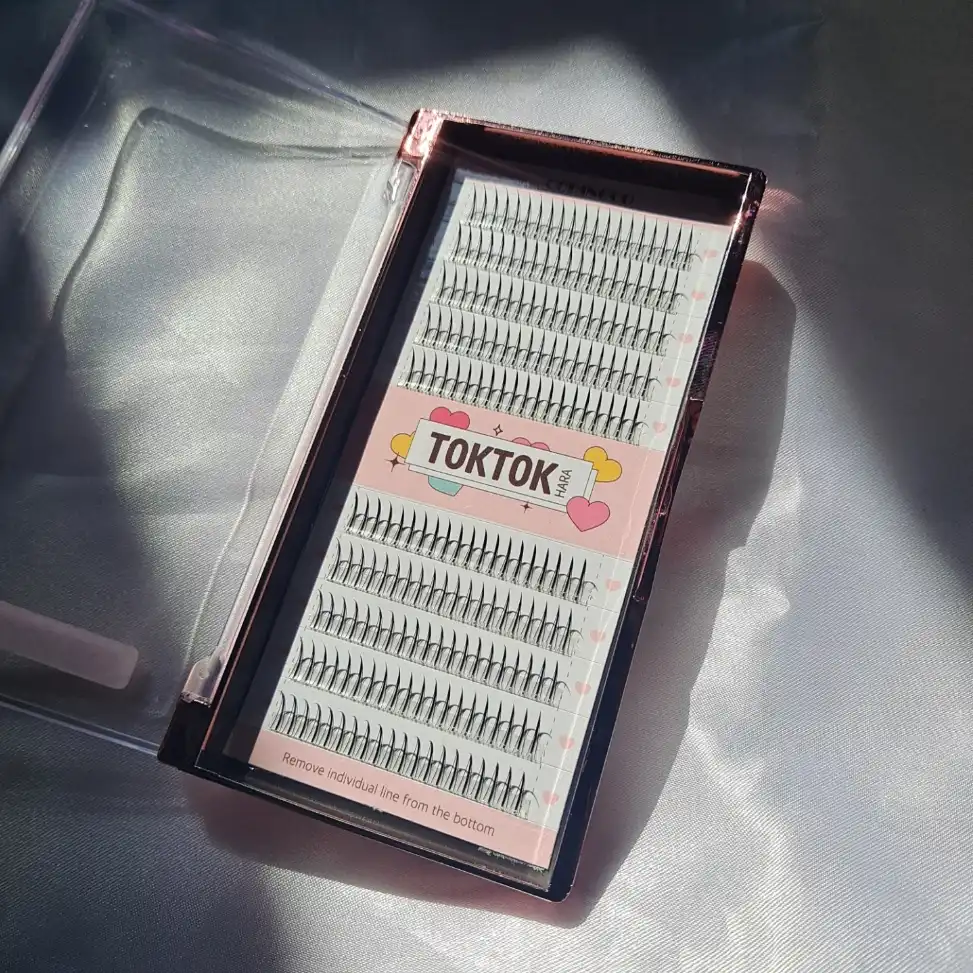 TOKTOK
HARA
Remove individual line from the bottom